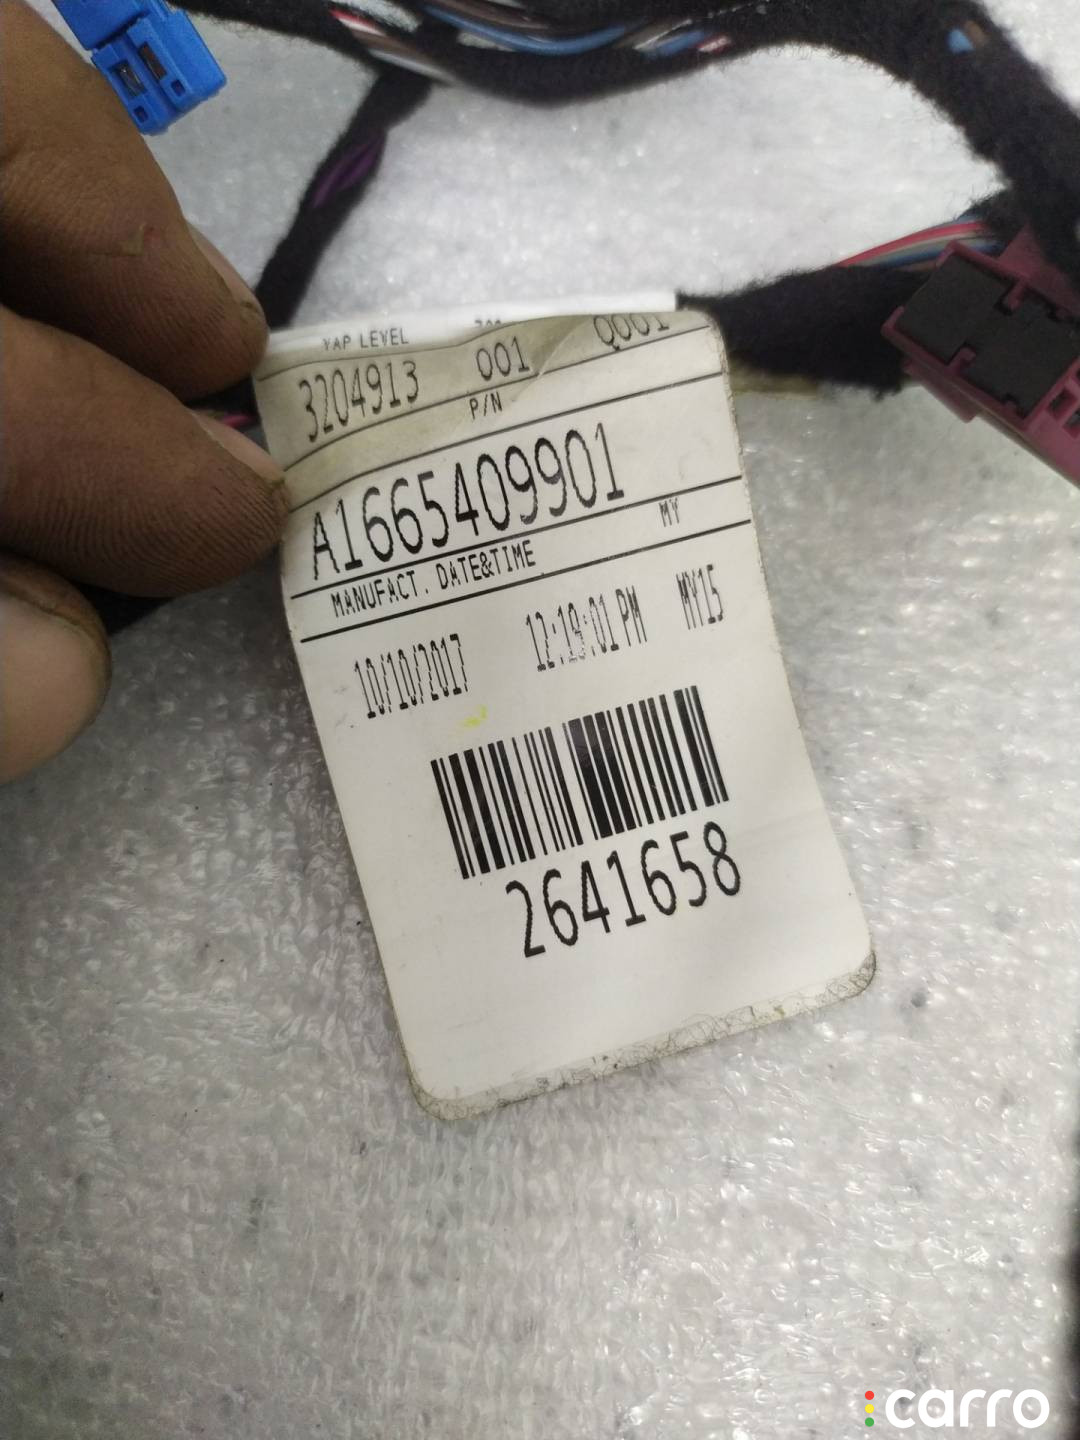 YAP LEVEL
3204913 001 Q001
P/N
A1665409901
MANUFACT. DATE&TIME MY
10/10/2017 12:19:01 PM MY15
2641658
carro